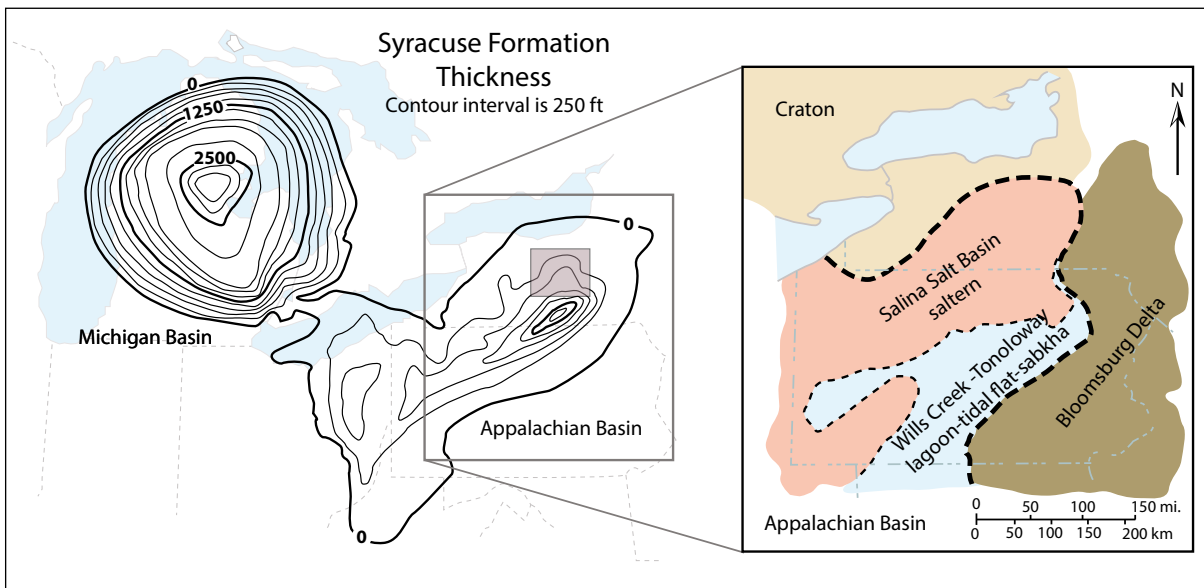 Syracuse Formation
Thickness
Contour interval is 250 ft
0
1250
2500
Michigan Basin
0
Appalachian Basin
0
Craton
N
Salina Salt Basin
saltern
Wills Creek -Tonoloway
lagoon-tidal flat-sabkha
Bloomsburg Delta
Appalachian Basin
0 50 100 150 mi.
0 50 100 150 200 km